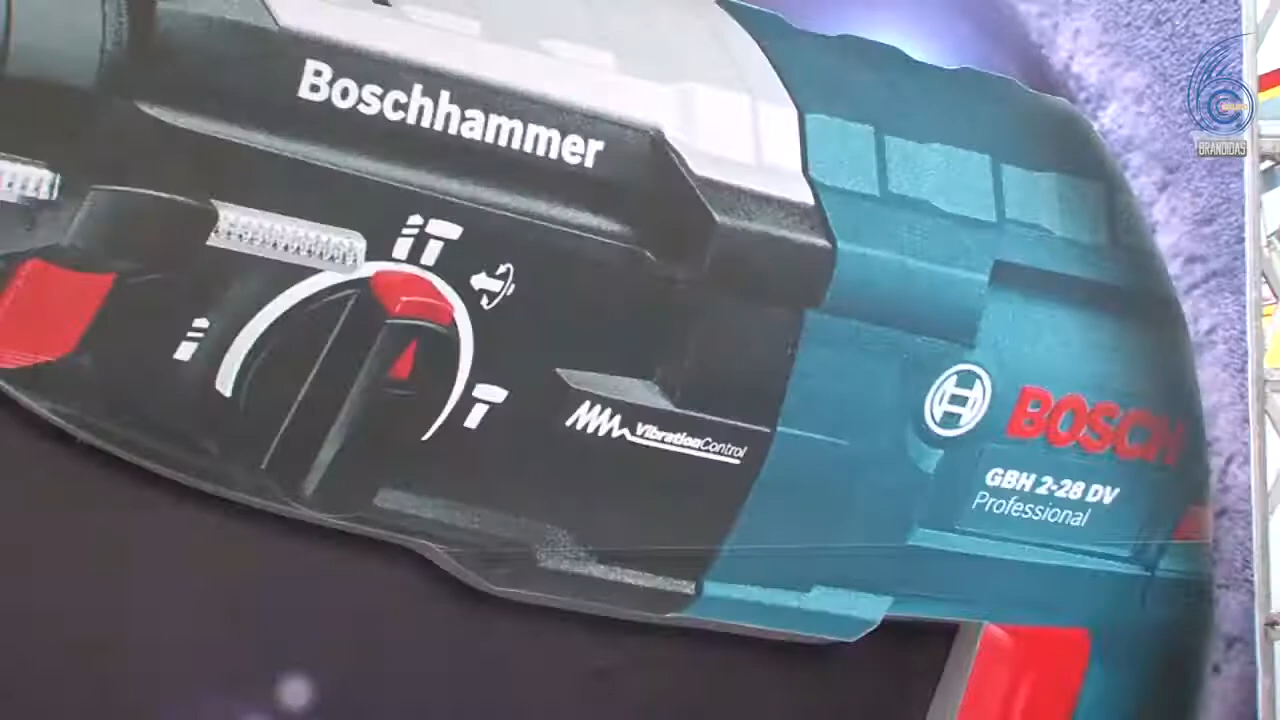 Boschhammer
VibrationControl
BOSCH
GBH 2-28 DV
Professional
BRANDIDAS